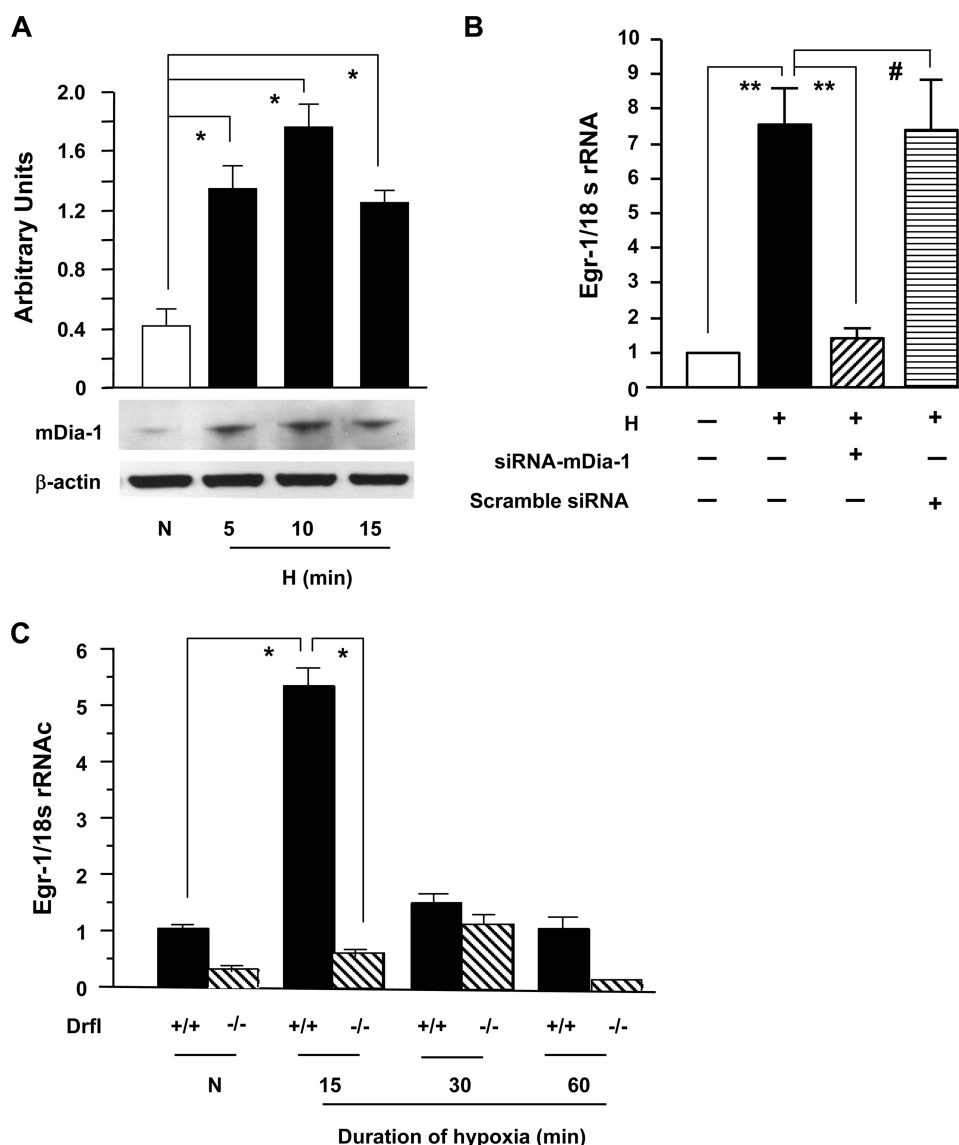 A
Arbitrary Units
2.0
1.6
1.2
0.8
0.4
0
* * *
mDia-1
β-actin
N 5 10 15
H (min)
B
Egr-1/18 s rRNA
10
9
8
7
6
5
4
3
2
1
0
** ** #
H – + + +
siRNA-mDia-1 – – + –
Scramble siRNA – – – +
C
Egr-1/18s rRNAc
6
5
4
3
2
1
0
* *
Drfl +/+ -/- +/+ -/- +/+ -/- +/+ -/-
N 15 30 60
Duration of hypoxia (min)